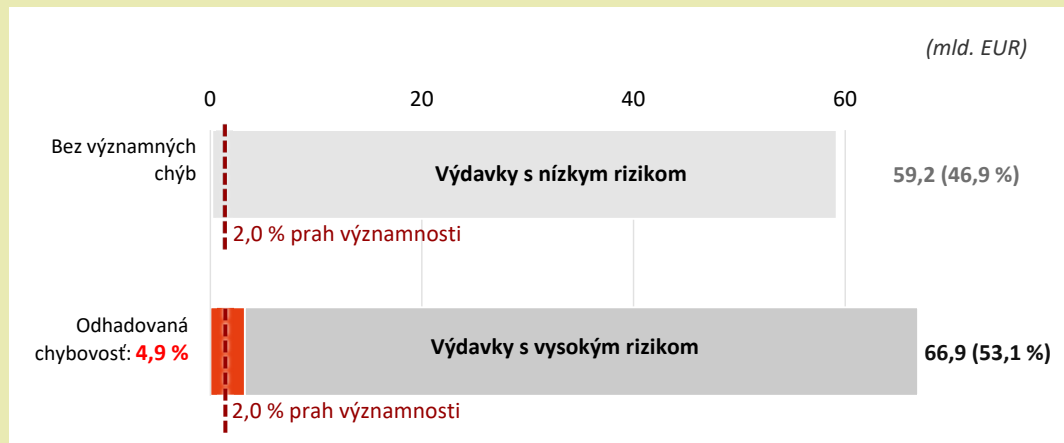 (mld. EUR)
0 20 40 60
Bez významných
chýb
Výdavky s nízkym rizikom
59,2 (46,9 %)
2,0 % prah významnosti
Odhadovaná
chybovosť: 4,9 %
Výdavky s vysokým rizikom
66,9 (53,1 %)
2,0 % prah významnosti